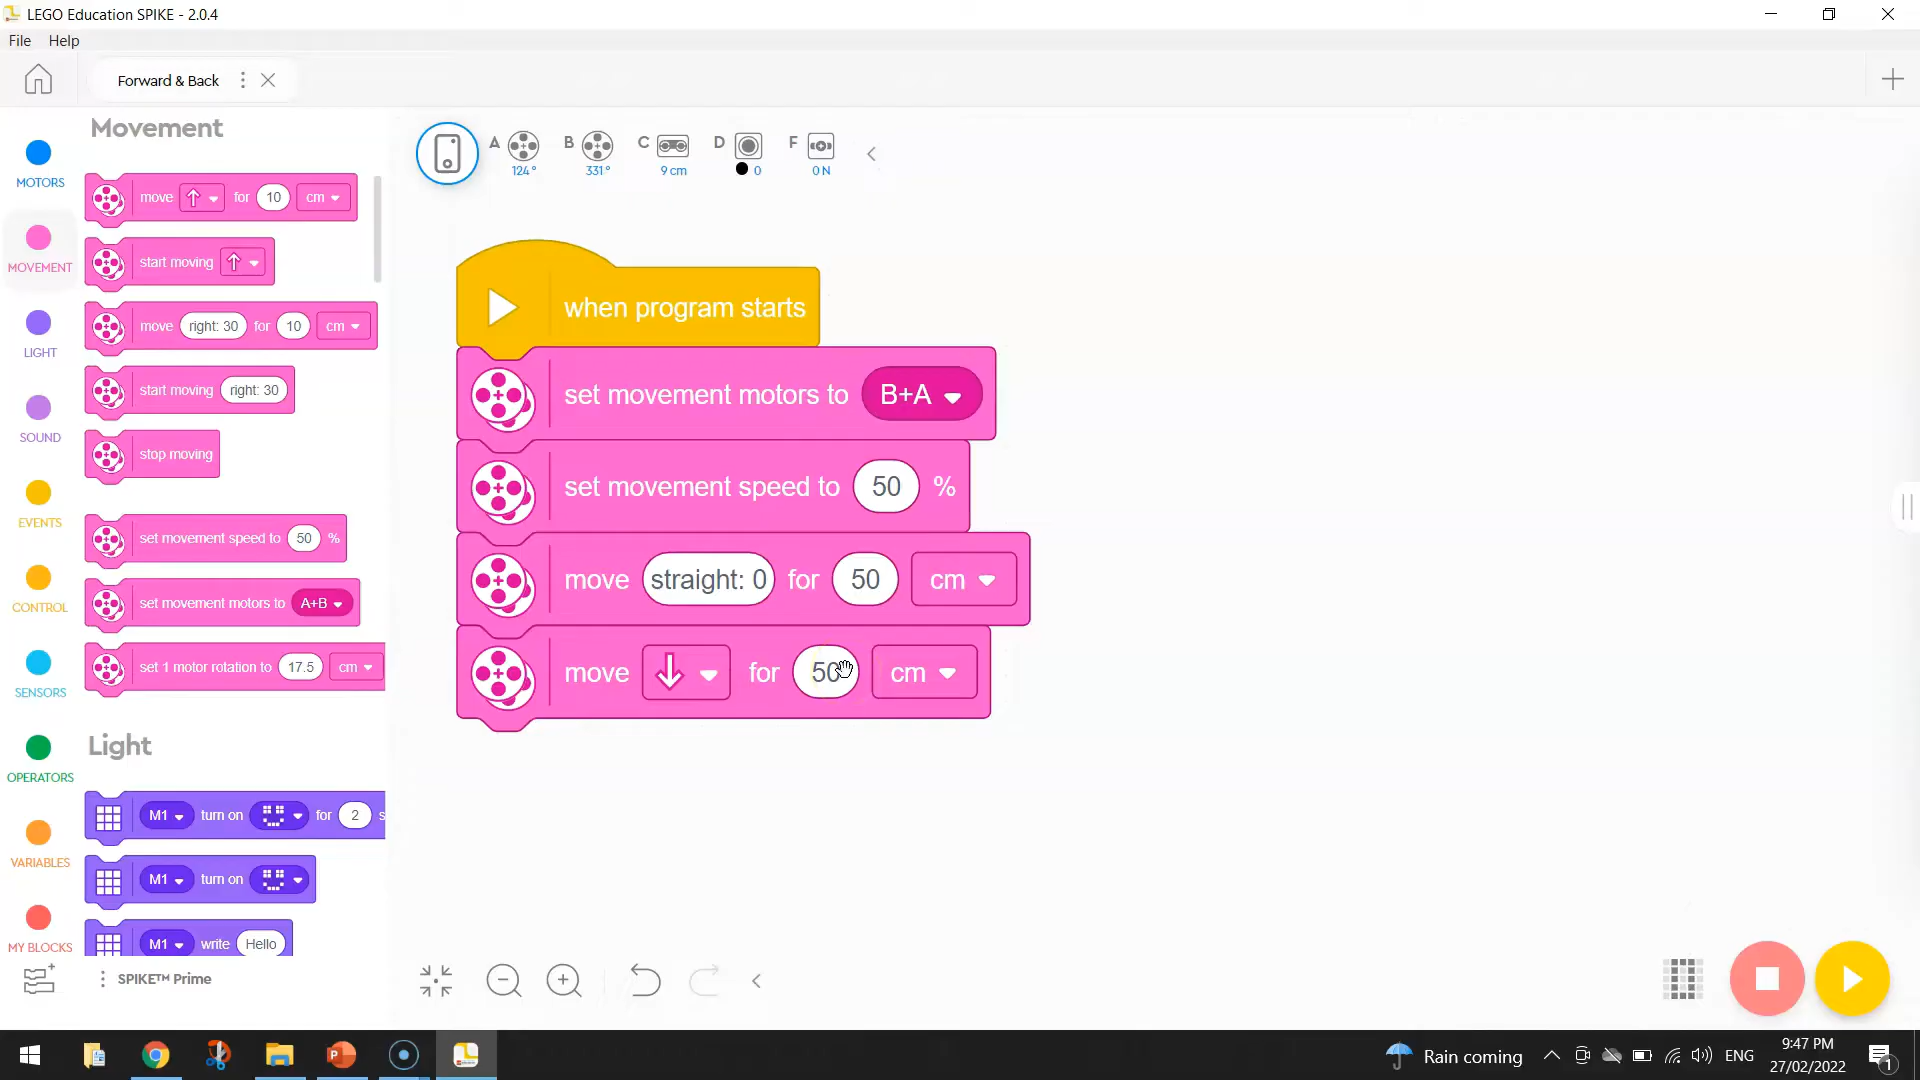 LEGO Education SPIKE - 2.0.4
File Help
Forward & Back
MOTORS
MOVEMENT
LIGHT
SOUND
EVENTS
CONTROL
SENSORS
OPERATORS
VARIABLES
MY BLOCKS
Movement
move for 10 cm
start moving
move right: 30 for 10 cm
start moving right: 30
stop moving
set movement speed to 50 %
set movement motors to A+B
set 1 motor rotation to 17.5 cm
Light
M1 turn on for 2 s
M1 turn on
M1 write Hello
SPIKE™ Prime
A 124° B 331° C 9 cm D 0 F 0 N
when program starts
set movement motors to B+A
set movement speed to 50 %
move straight: 0 for 50 cm
move for 50 cm
Rain coming
ENG
9:47 PM
27/02/2022
1